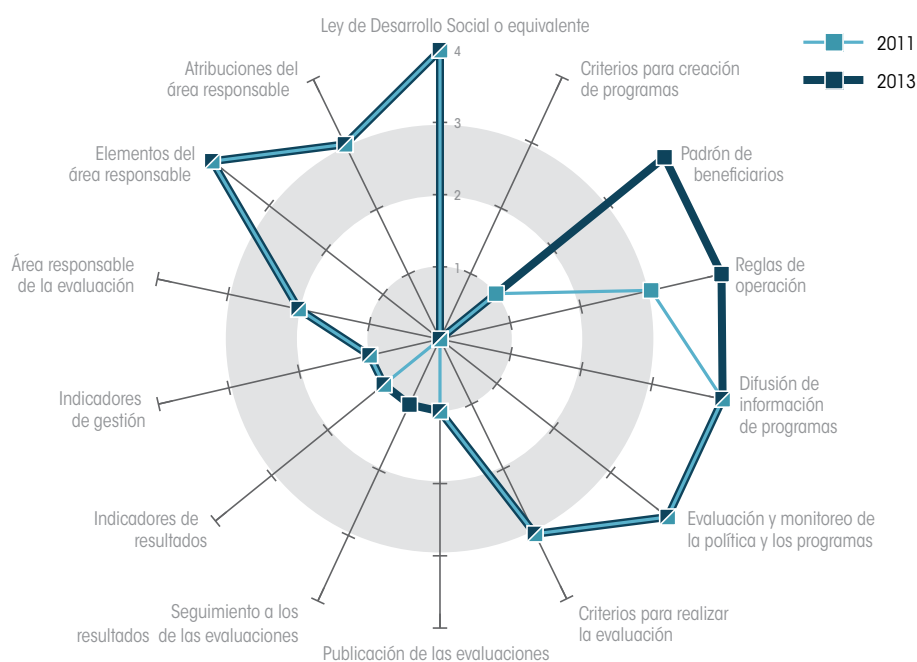 Ley de Desarrollo Social o equivalente
2011
2013
4
3
2
1
Criterios para creación
de programas
Padrón de
beneficiarios
Reglas de
operación
Difusión de
información
de programas
Evaluación y monitoreo de
la política y los programas
Criterios para realizar
la evaluación
Publicación de las evaluaciones
Seguimiento a los
resultados de las evaluaciones
Indicadores de
resultados
Indicadores
de gestión
Área responsable
de la evaluación
Elementos del
área responsable
Atribuciones del
área responsable